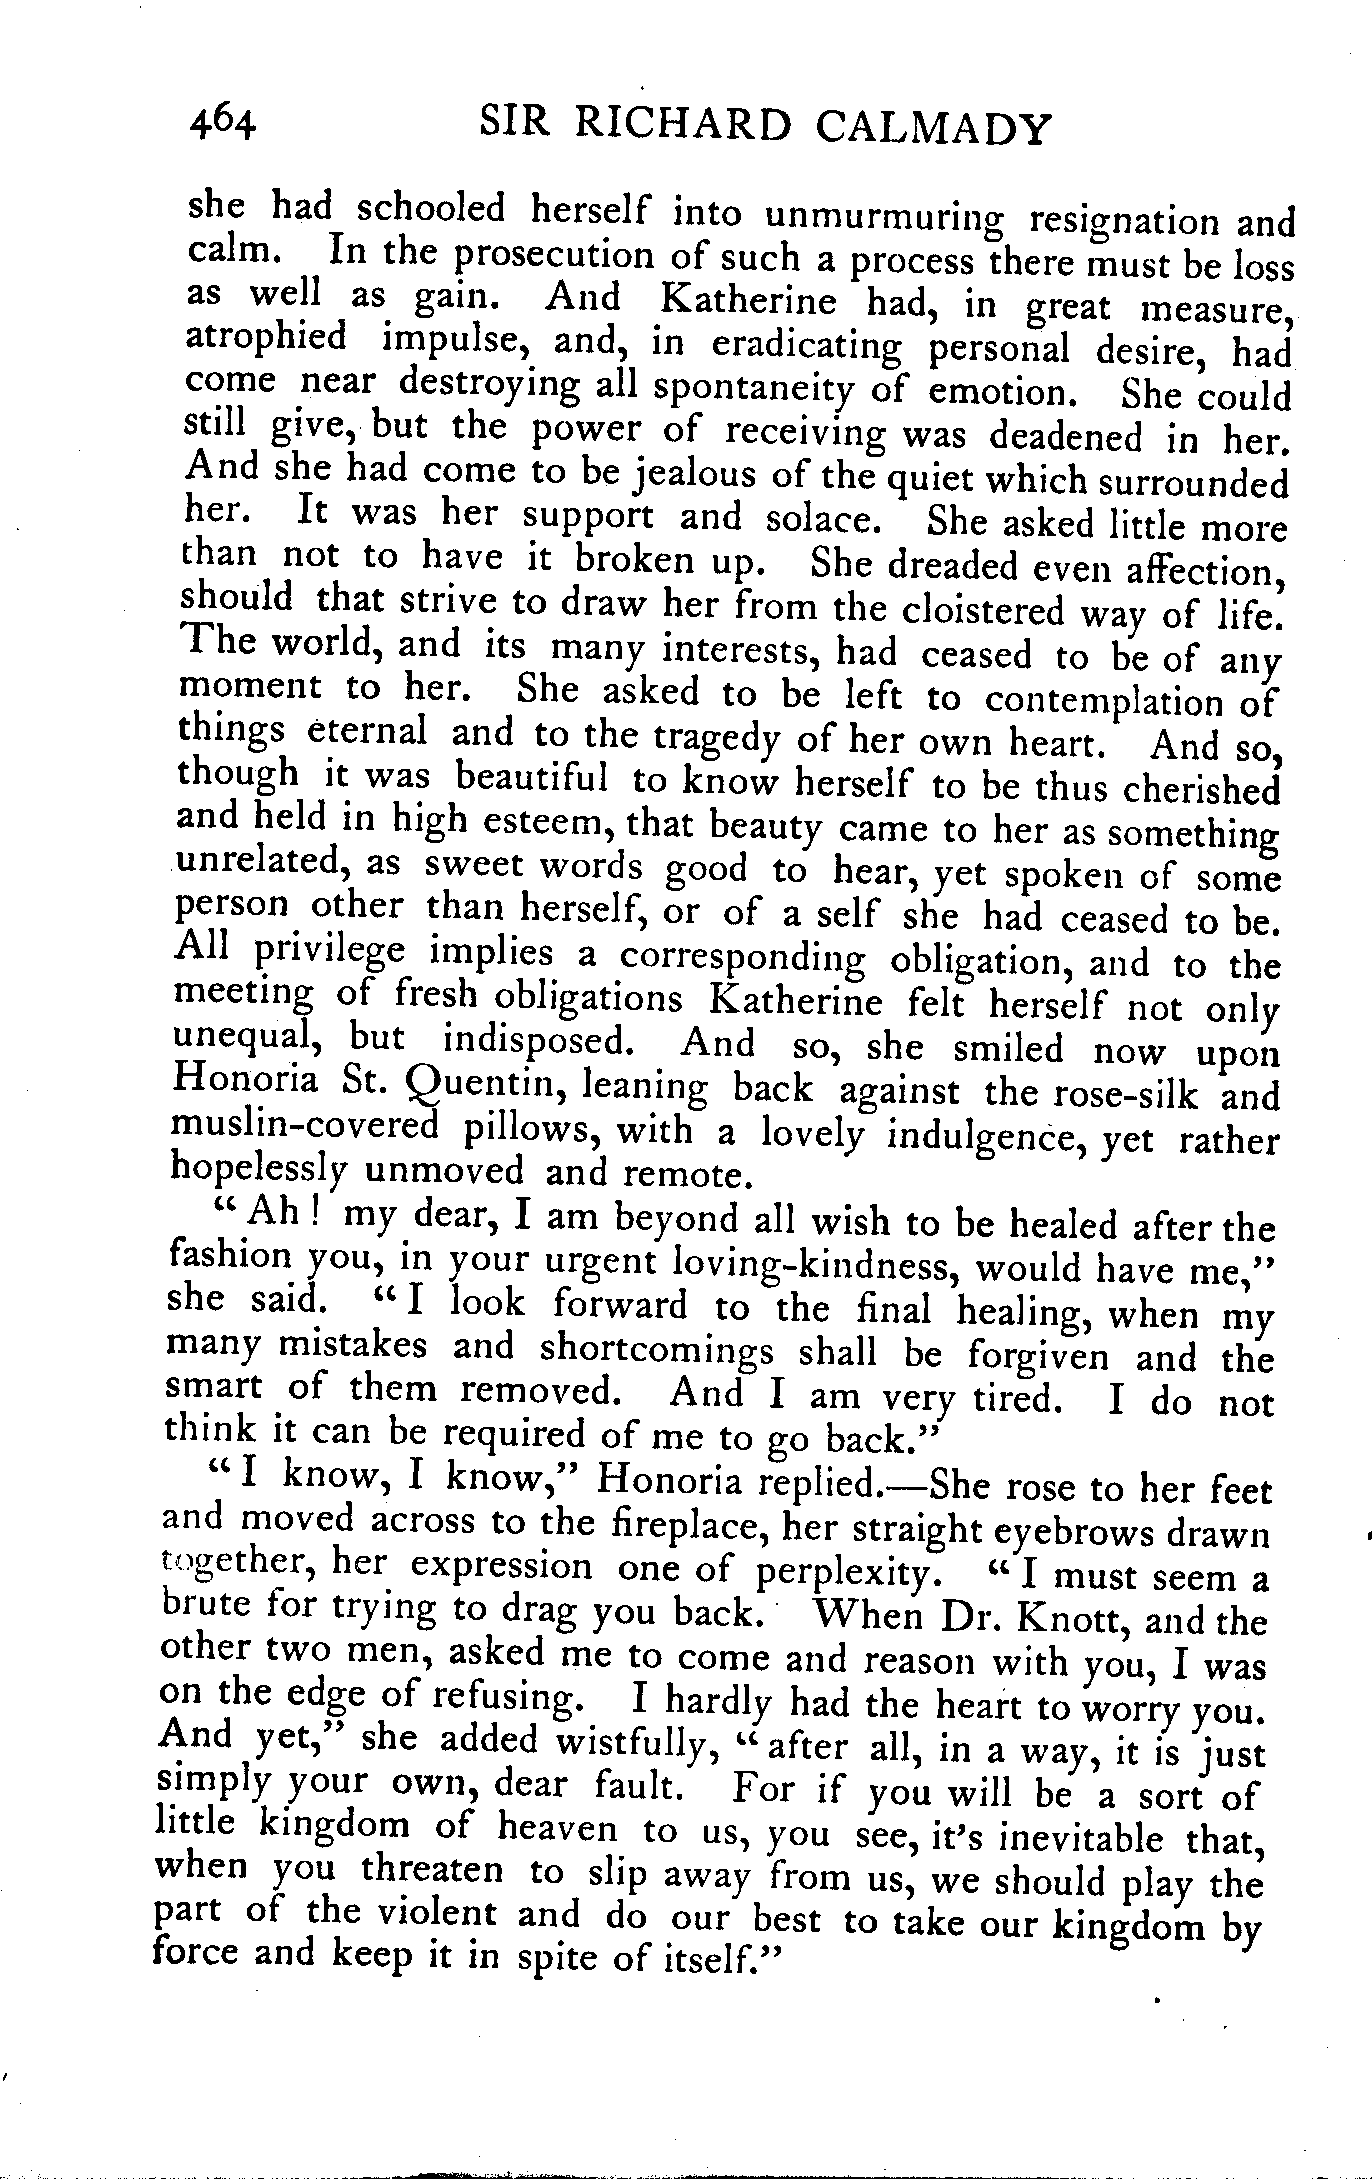 464 SIR RICHARD CALMADY
she had schooled herself into unmurmuring resignation and
calm. In the prosecution of such a process there must be loss
as well as gain. And Katherine had, in great measure,
atrophied impulse, and, in eradicating personal desire, had
come near destroying all spontaneity of emotion. She could
still give, but the power of receiving was deadened in her.
And she had come to be jealous of the quiet which surrounded
her. It was her support and solace. She asked little more
than not to have it broken up. She dreaded even affection,
should that strive to draw her from the cloistered way of life.
The world, and its many interests, had ceased to be of any
moment to her. She asked to be left to contemplation of
things eternal and to the tragedy of her own heart. And so,
though it was beautiful to know herself to be thus cherished
and held in high esteem, that beauty came to her as something
unrelated, as sweet words good to hear, yet spoken of some
person other than herself, or of a self she had ceased to be.
All privilege implies a corresponding obligation, and to the
meeting of fresh obligations Katherine felt herself not only
unequal, but indisposed. And so, she smiled now upon
Honoria St. Quentin, leaning back against the rose-silk and
muslin-covered pillows, with a lovely indulgence, yet rather
hopelessly unmoved and remote.
"Ah! my dear, I am beyond all wish to be healed after the
fashion you, in your urgent loving-kindness, would have me,"
she said. "I look forward to the final healing, when my
many mistakes and shortcomings shall be forgiven and the
smart of them removed. And I am very tired. I do not
think it can be required of me to go back."
"I know, I know," Honoria replied.—She rose to her feet
and moved across to the fireplace, her straight eyebrows drawn
together, her expression one of perplexity. "I must seem a
brute for trying to drag you back. When Dr. Knott, and the
other two men, asked me to come and reason with you, I was
on the edge of refusing. I hardly had the heart to worry you.
And yet," she added wistfully, "after all, in a way, it is just
simply your own, dear fault. For if you will be a sort of
little kingdom of heaven to us, you see, it's inevitable that,
when you threaten to slip away from us, we should play the
part of the violent and do our best to take our kingdom by
force and keep it in spite of itself."